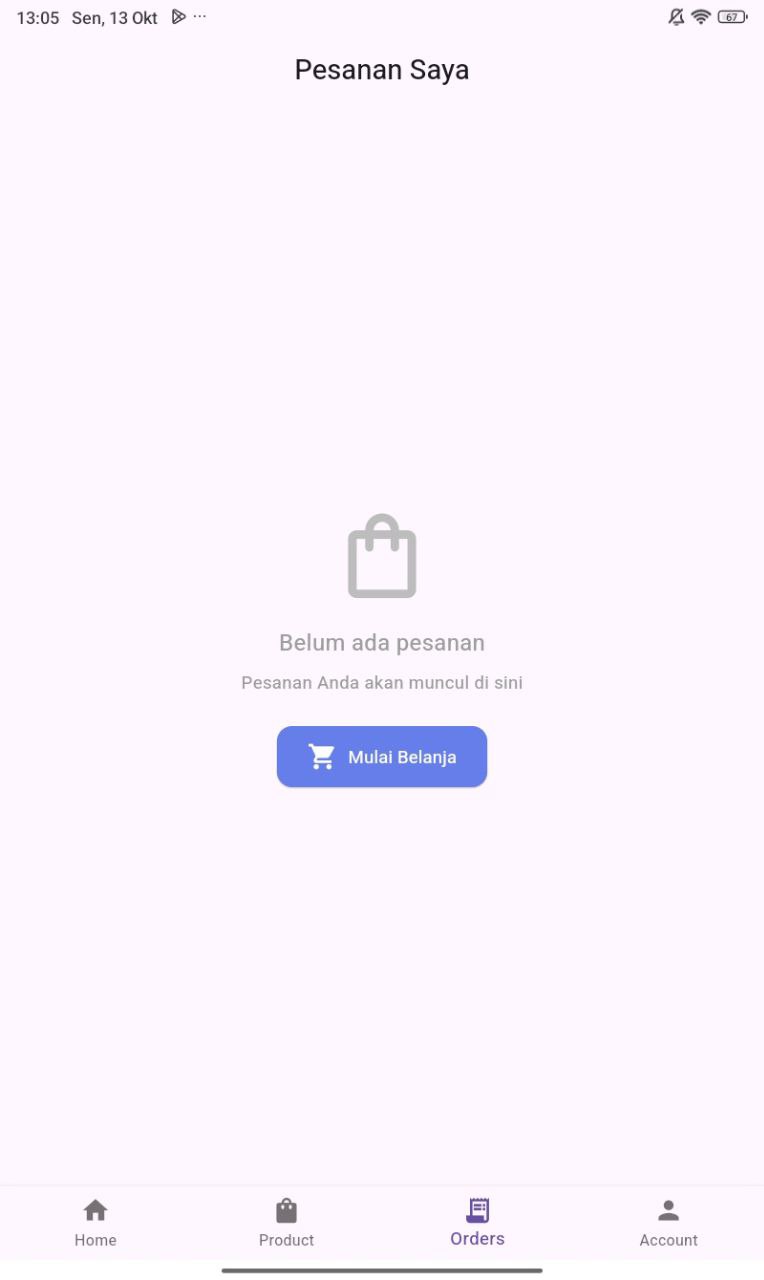 13:05 Sen, 13 Okt ...
67
Pesanan Saya
Belum ada pesanan
Pesanan Anda akan muncul di sini
Mulai Belanja
Home Product Orders Account